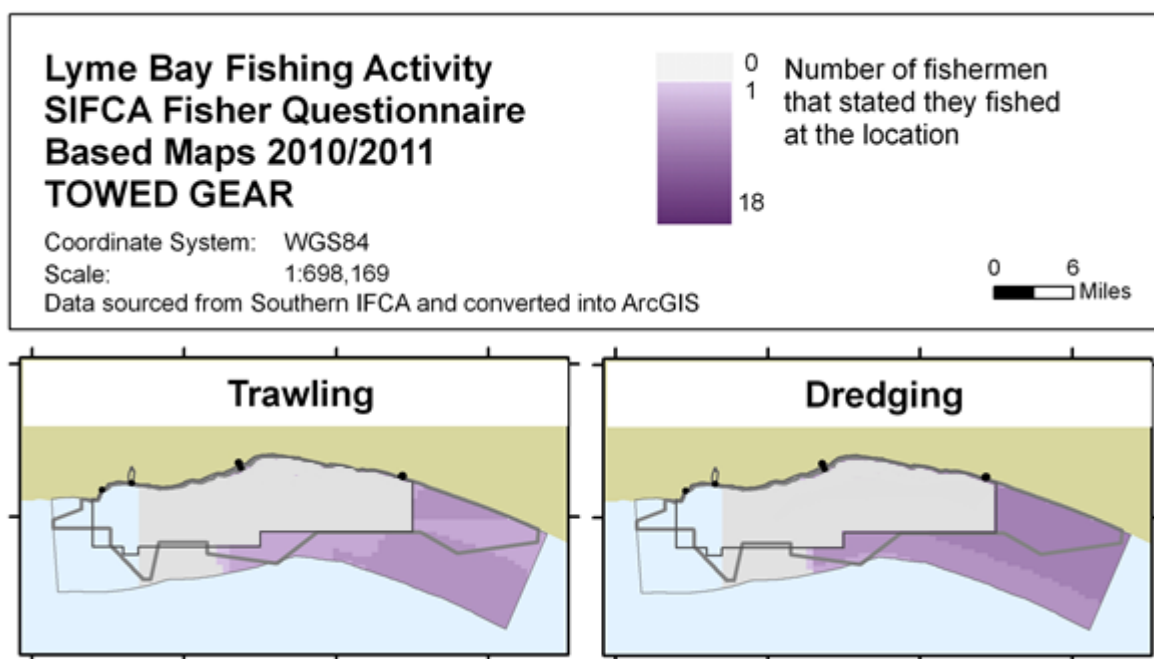 Lyme Bay Fishing Activity
SIFCA Fisher Questionnaire
Based Maps 2010/2011
TOWED GEAR
Coordinate System: WGS84
Scale: 1:698,169
Data sourced from Southern IFCA and converted into ArcGIS
0
1
18
Number of fishermen
that stated they fished
at the location
0 6
Miles
Trawling
Dredging